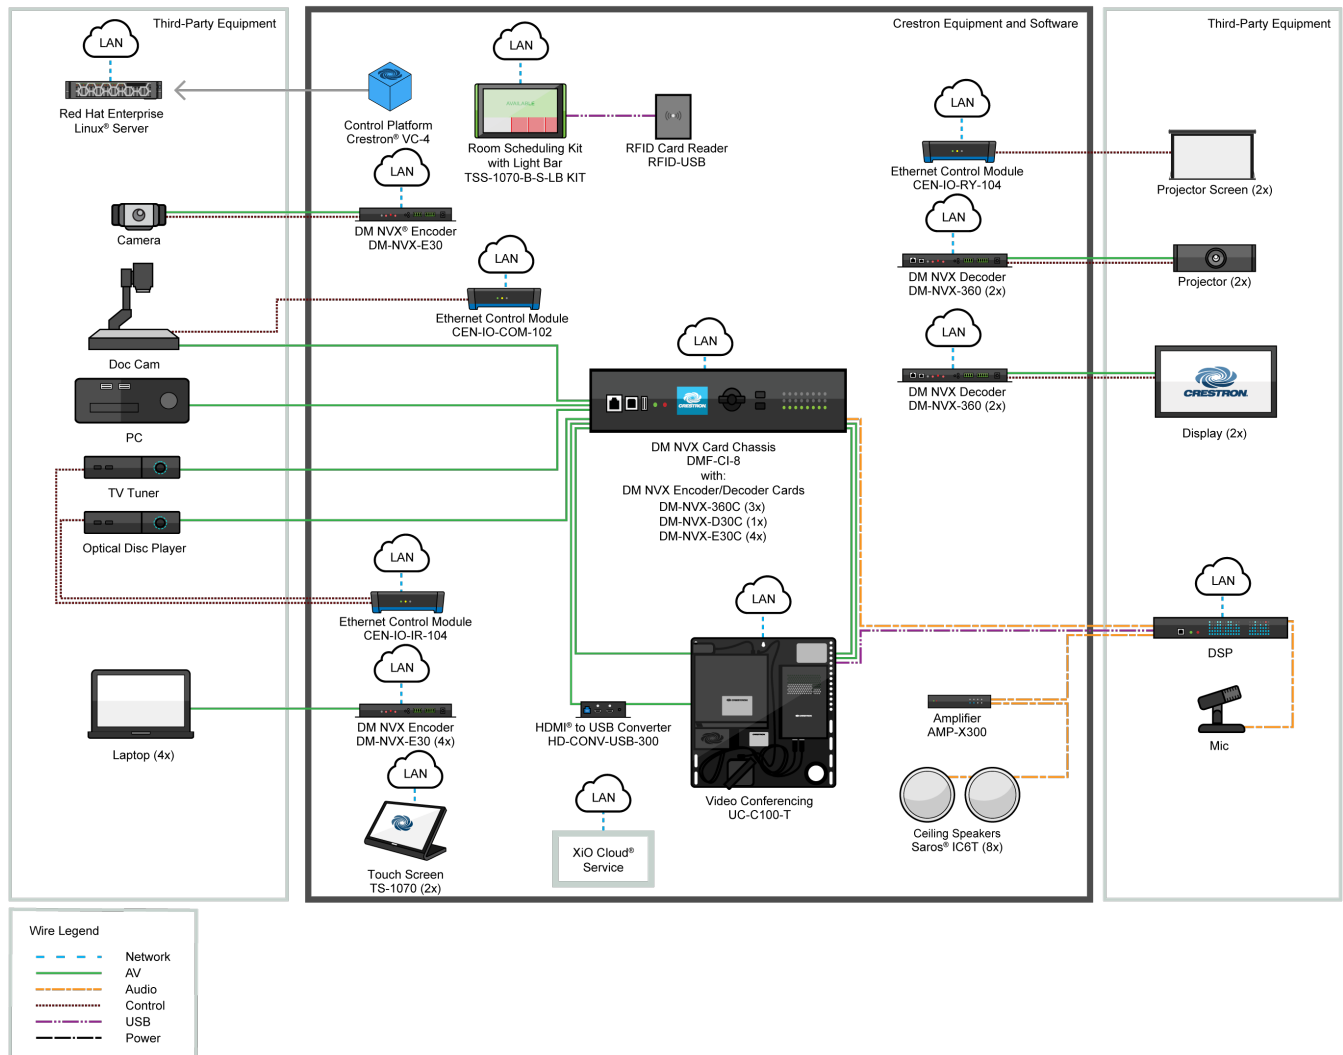 Third-Party Equipment
LAN
Red Hat Enterprise
Linux® Server
Camera
Doc Cam
PC
TV Tuner
Optical Disc Player
Laptop (4x)
Crestron Equipment and Software
Control Platform
Crestron® VC-4
LAN
AVAILABLE
Room Scheduling Kit
with Light Bar
TSS-1070-B-S-LB KIT
RFID Card Reader
RFID-USB
LAN
DM NVX® Encoder
DM-NVX-E30
LAN
Ethernet Control Module
CEN-IO-COM-102
LAN
Ethernet Control Module
CEN-IO-RY-104
LAN
DM NVX Decoder
DM-NVX-360 (2x)
LAN
DM NVX Decoder
DM-NVX-360 (2x)
LAN
CRESTRON
DM NVX Card Chassis
DMF-CI-8
with:
DM NVX Encoder/Decoder Cards
DM-NVX-360C (3x)
DM-NVX-D30C (1x)
DM-NVX-E30C (4x)
LAN
Ethernet Control Module
CEN-IO-IR-104
LAN
DM NVX Encoder
DM-NVX-E30 (4x)
HDMI® to USB Converter
HD-CONV-USB-300
LAN
Video Conferencing
UC-C100-T
Amplifier
AMP-X300
Ceiling Speakers
Saros® IC6T (8x)
LAN
Touch Screen
TS-1070 (2x)
LAN
XiO Cloud®
Service
Third-Party Equipment
Projector Screen (2x)
Projector (2x)
CRESTRON.
Display (2x)
LAN
DSP
Mic
Wire Legend
Network
AV
Audio
Control
USB
Power